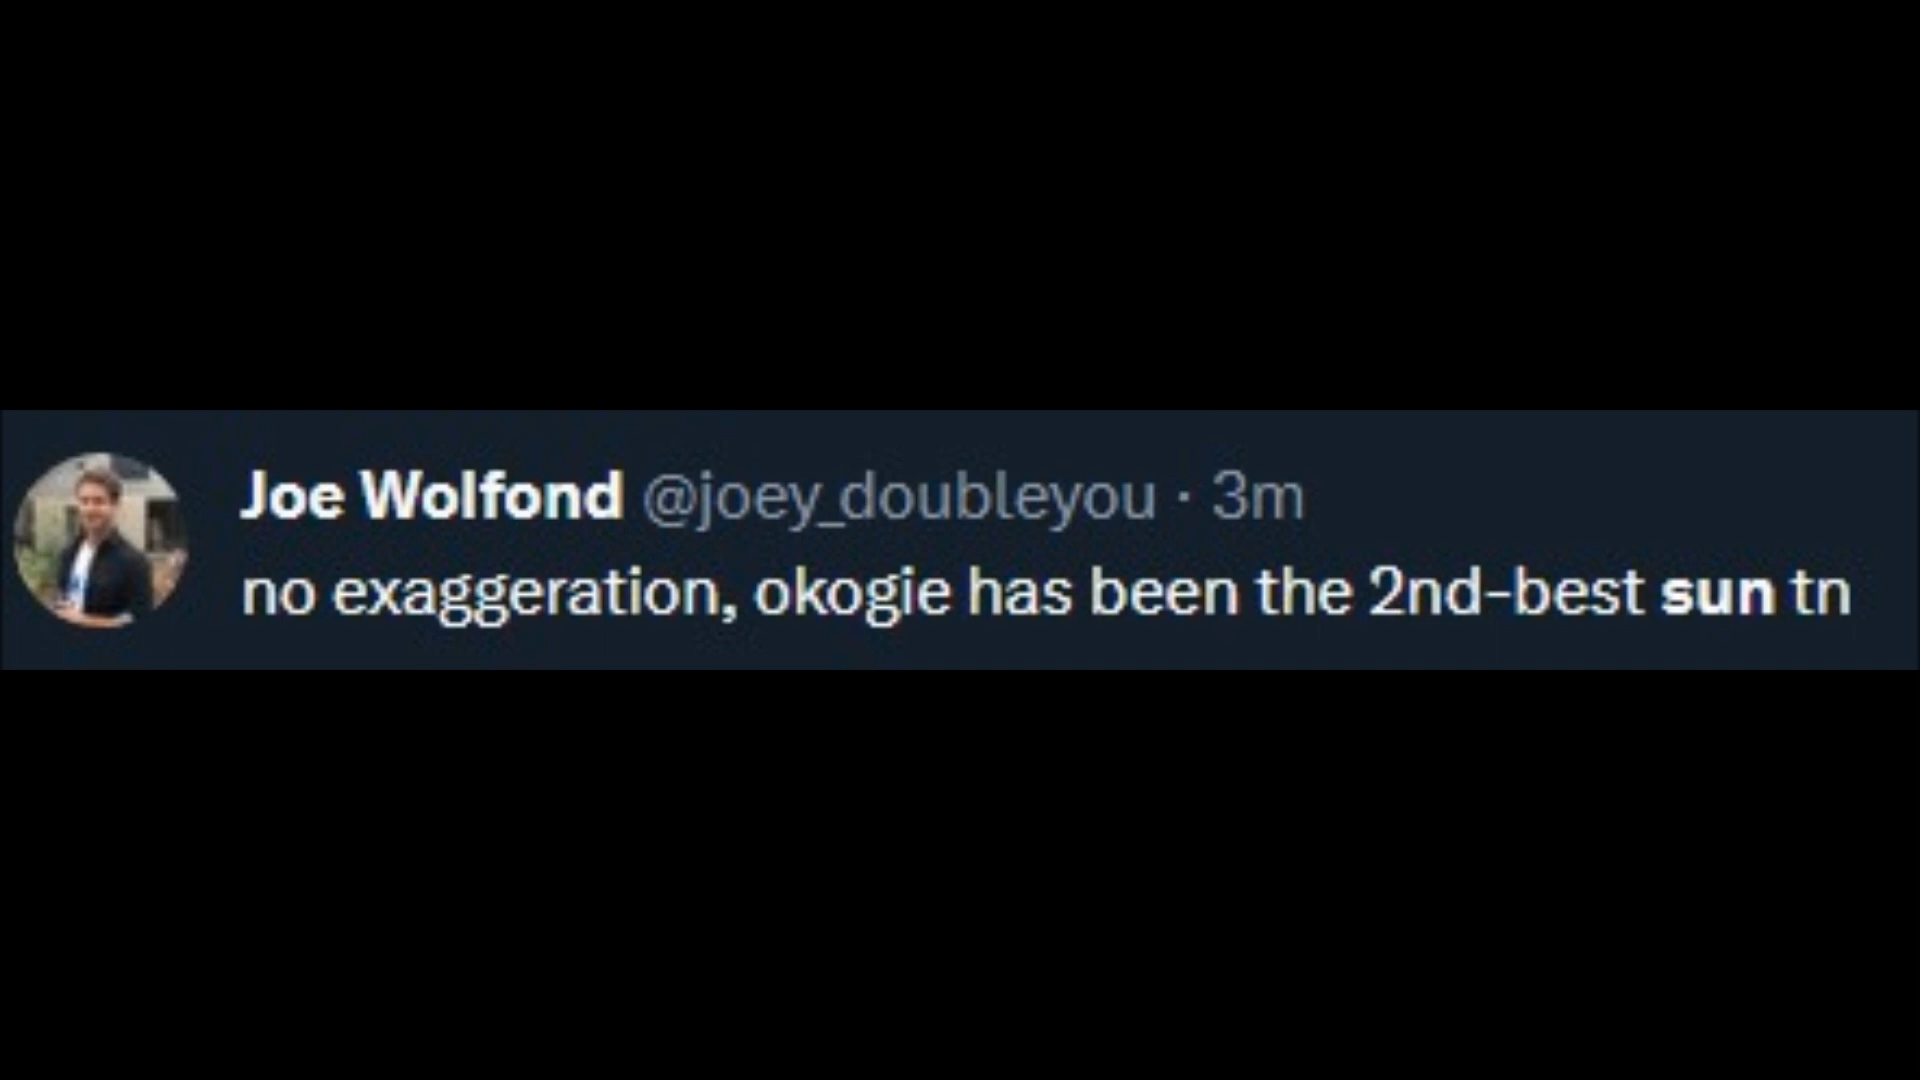 Joe Wolfond @joey_doubleyou · 3m
no exaggeration, okogie has been the 2nd-best sun tn